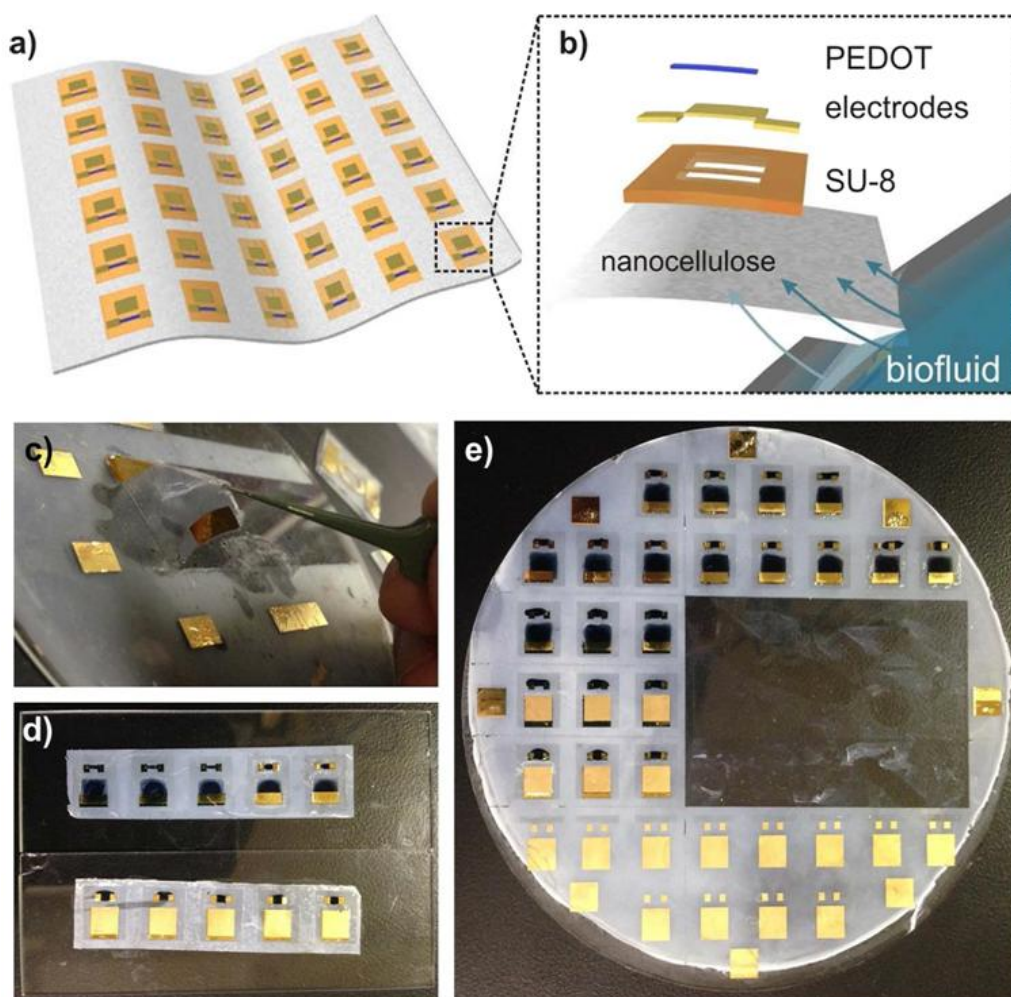 a)
b)
PEDOT
electrodes
SU-8
nanocellulose
biofluid
c)
e)
d)